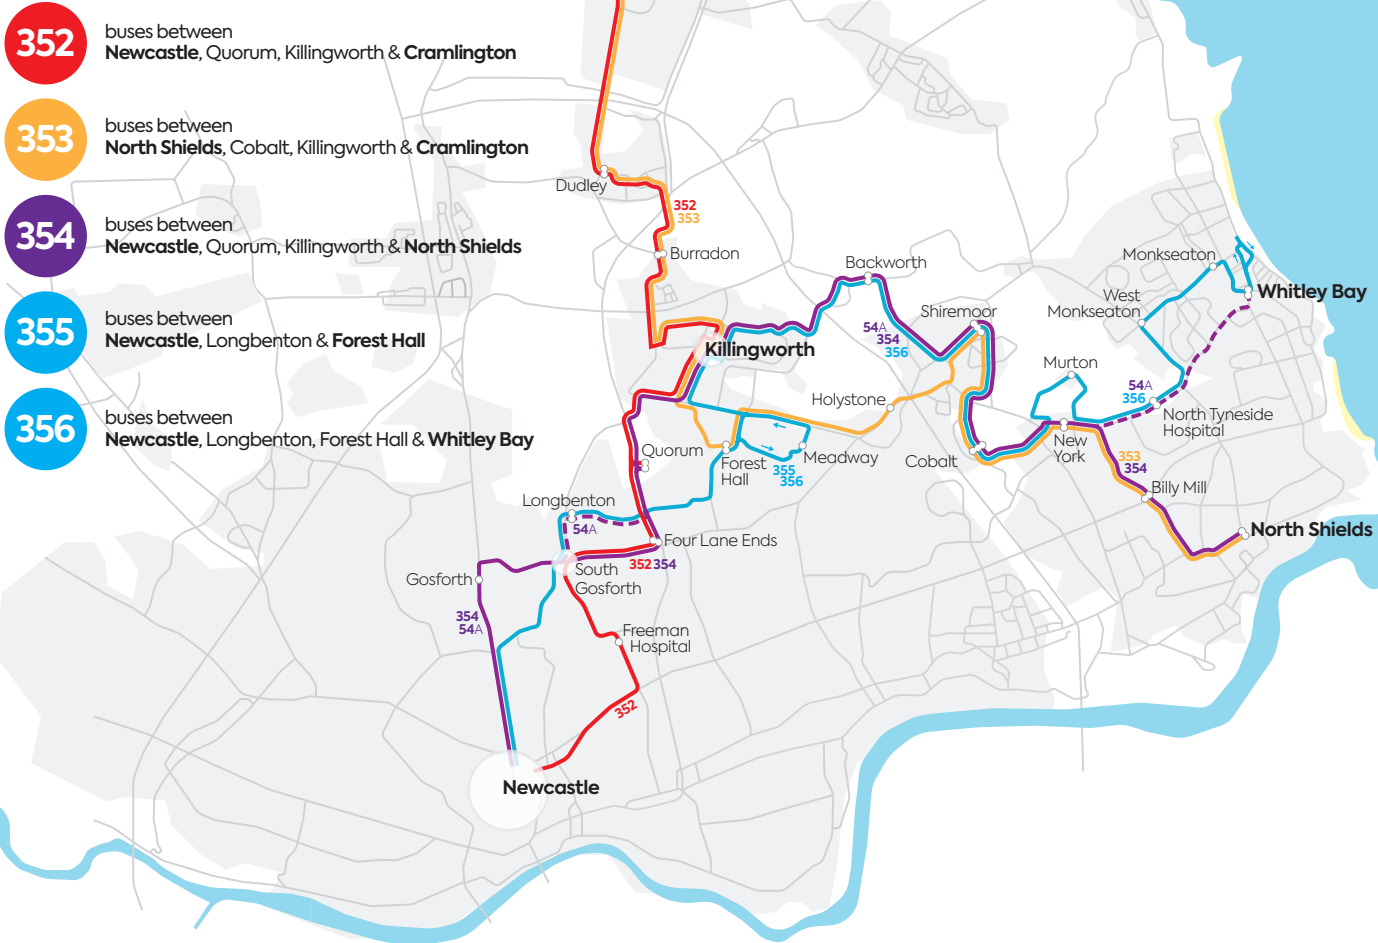 352
buses between
Newcastle, Quorum, Killingworth & Cramlington
353
buses between
North Shields, Cobalt, Killingworth & Cramlington
354
buses between
Newcastle, Quorum, Killingworth & North Shields
355
buses between
Newcastle, Longbenton & Forest Hall
356
buses between
Newcastle, Longbenton, Forest Hall & Whitley Bay
Dudley
352
353
Burradon
Backworth
Monkseaton
West
Monkseaton
Whitley Bay
Shiremoor
54A
354
356
Killingworth
Murton
54A
356
Holystone
North Tyneside
Hospital
Quorum
Forest
Hall
Meadway
355
356
Cobalt
New
York
353
354
Billy Mill
Longbenton
54A
Four Lane Ends
North Shields
352 354
South
Gosforth
Gosforth
354
54A
Freeman
Hospital
352
Newcastle